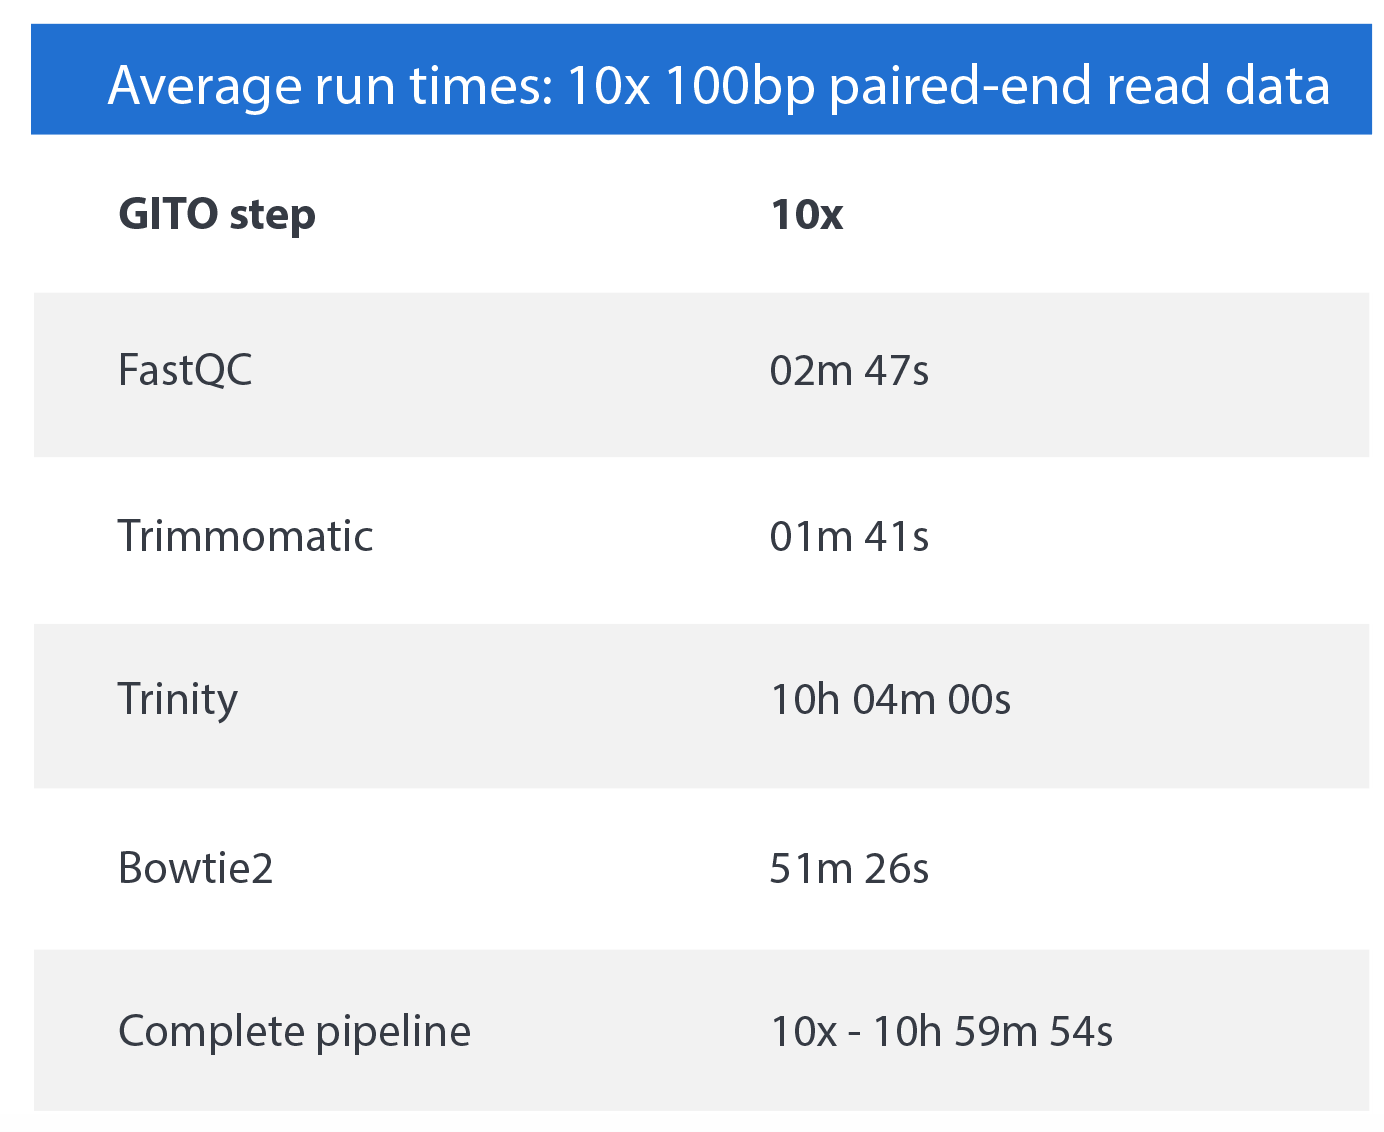 Average run times: 10x 100bp paired-end read data
GITO step 10x
FastQC 02m 47s
Trimmomatic 01m 41s
Trinity 10h 04m 00s
Bowtie2 51m 26s
Complete pipeline 10x - 10h 59m 54s